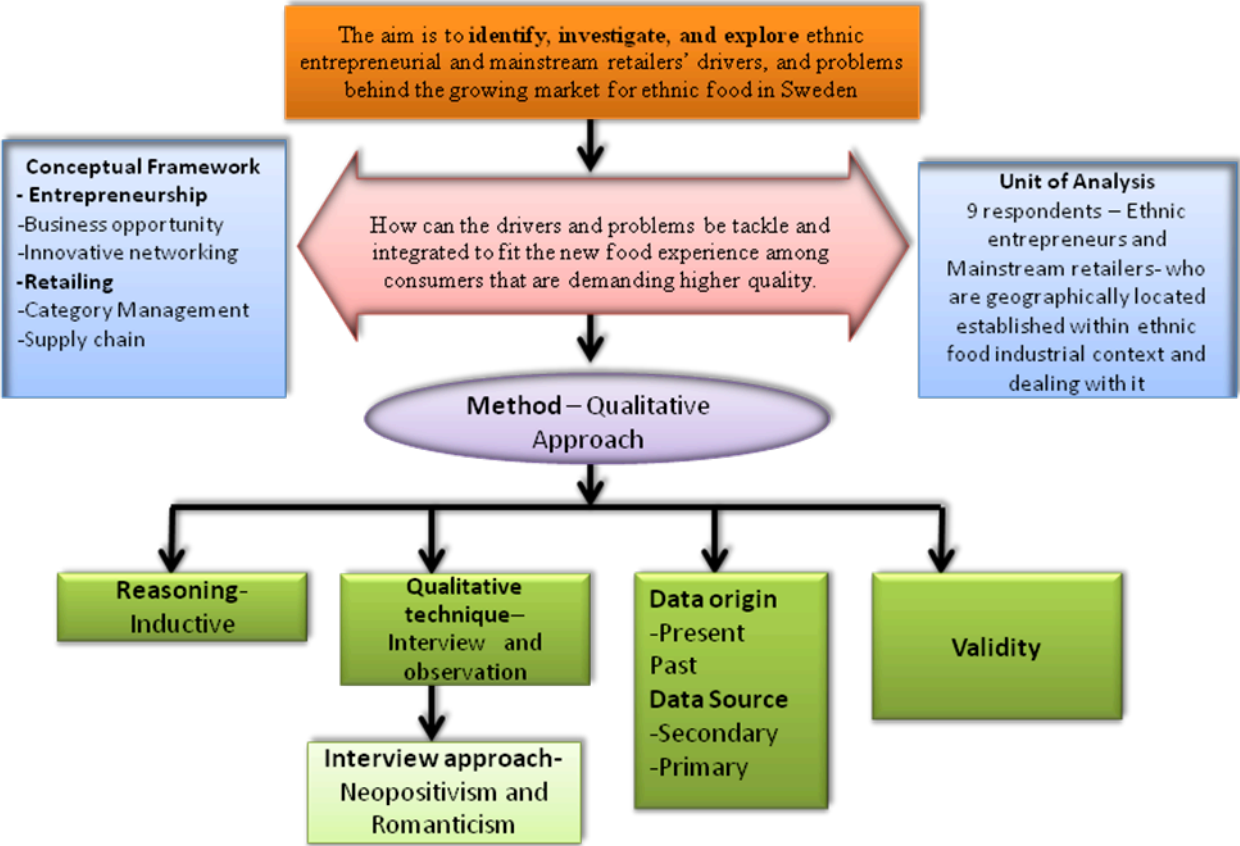 The aim is to identify, investigate, and explore ethnic
entrepreneurial and mainstream retailers’ drivers, and problems
behind the growing market for ethnic food in Sweden
Conceptual Framework
- Entrepreneurship
-Business opportunity
-Innovative networking
-Retailing
-Category Management
-Supply chain
How can the drivers and problems be tackle and
integrated to fit the new food experience among
consumers that are demanding higher quality.
Unit of Analysis
9 respondents – Ethnic
entrepreneurs and
Mainstream retailers- who
are geographically located
established within ethnic
food industrial context and
dealing with it
Method – Qualitative
Approach
Reasoning-
Inductive
Qualitative
technique–
Interview and
observation
Interview approach-
Neopositivism and
Romanticism
Data origin
-Present
Past
Data Source
-Secondary
-Primary
Validity